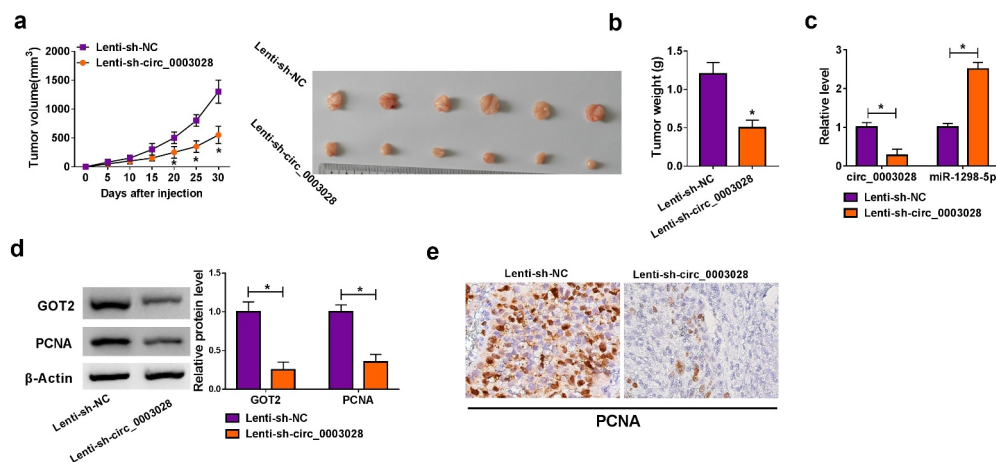 a
Lenti-sh-NC
Lenti-sh-circ_0003028
Tumor volume(mm³)
2000
1500
1000
500
0
0 5 10 15 20 25 30
* * *
Days after injection
Lenti-sh-NC
Lenti-sh-circ_0003028
b
Tumor weight (g)
1.5
1.0
0.5
0.0
*
Lenti-sh-NC
Lenti-sh-circ_0003028
c
Relative level
3
2
1
0
* *
circ_0003028 miR-1298-5p
Lenti-sh-NC
Lenti-sh-circ_0003028
d
GOT2
PCNA
β-Actin
Lenti-sh-NC
Lenti-sh-circ_0003028
Relative protein level
1.5
1.0
0.5
0.0
* *
GOT2 PCNA
Lenti-sh-NC
Lenti-sh-circ_0003028
e
Lenti-sh-NC Lenti-sh-circ_0003028
PCNA